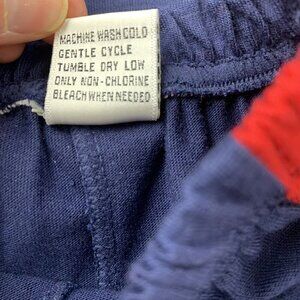 MACHINE WASH COLD
GENTLE CYCLE
TUMBLE DRY LOW
ONLY NON-CHLORINE
BLEACH WHEN NEEDED